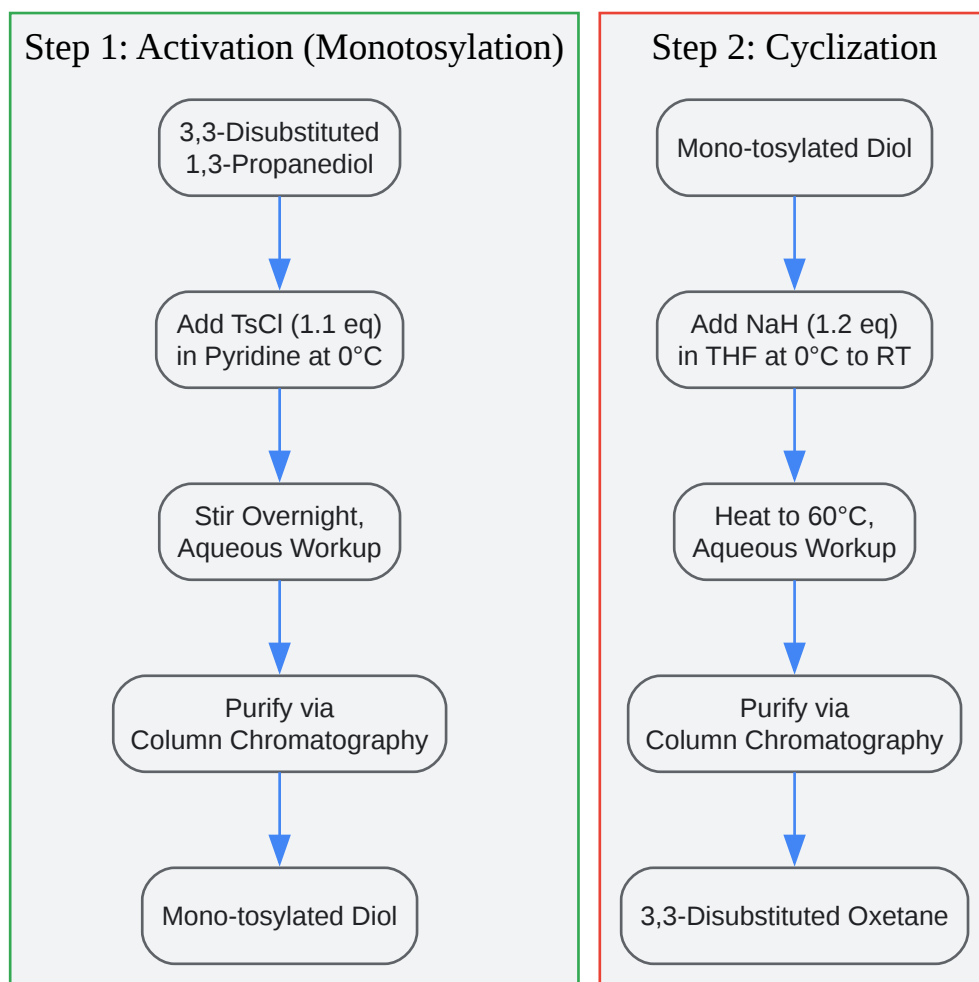 Step 1: Activation (Monotosylation)
3,3-Disubstituted
1,3-Propanediol
Add TsCl (1.1 eq)
in Pyridine at 0°C
Stir Overnight,
Aqueous Workup
Purify via
Column Chromatography
Mono-tosylated Diol
Step 2: Cyclization
Mono-tosylated Diol
Add NaH (1.2 eq)
in THF at 0°C to RT
Heat to 60°C,
Aqueous Workup
Purify via
Column Chromatography
3,3-Disubstituted Oxetane